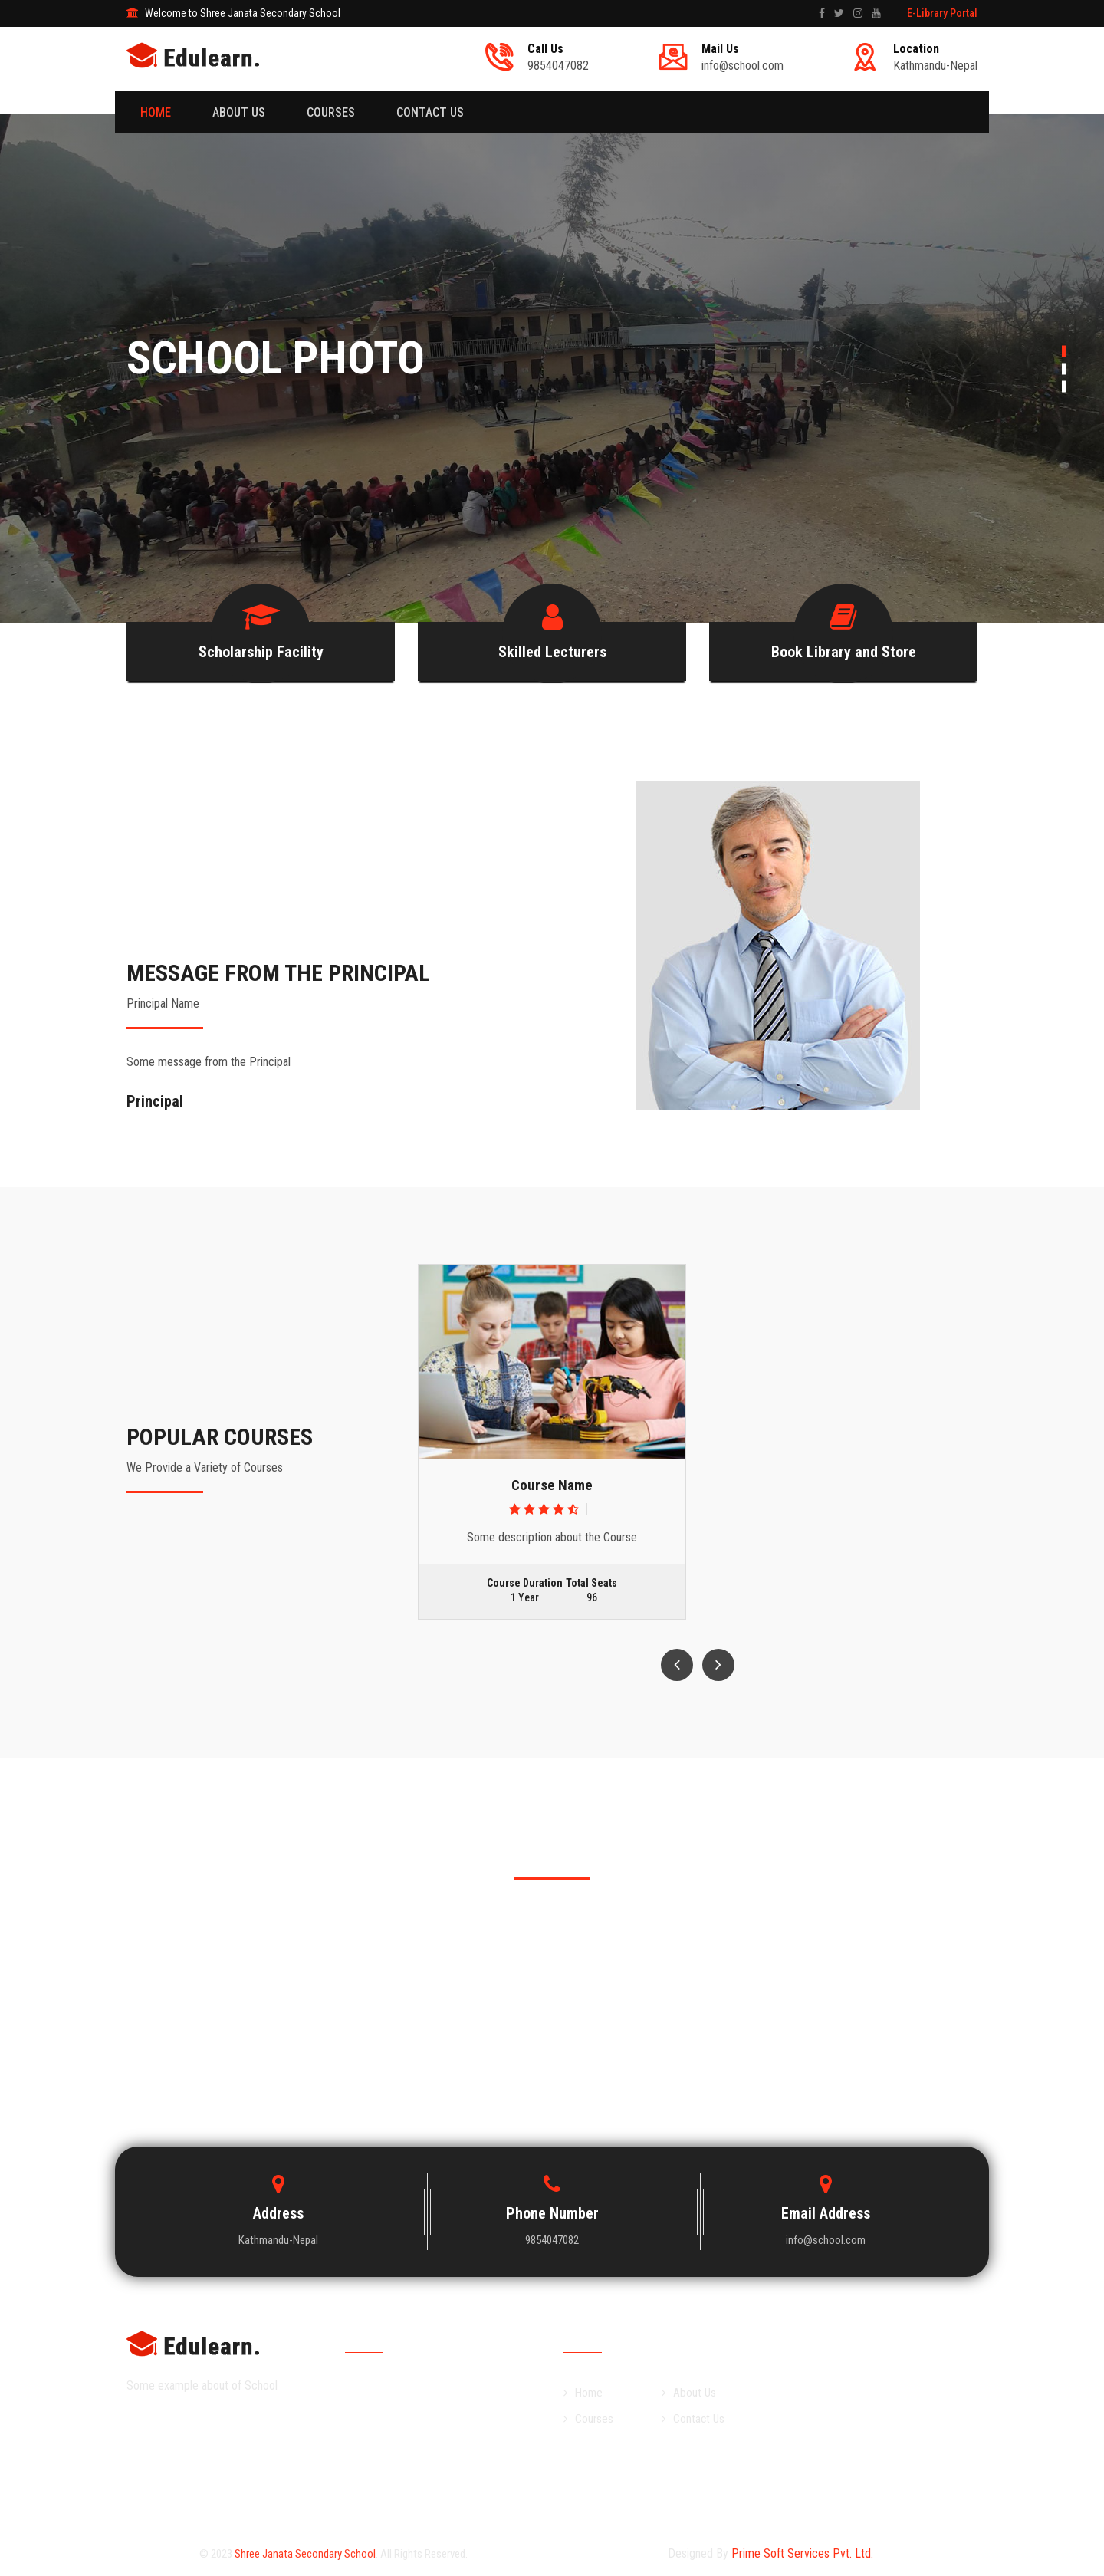 Welcome to Shree Janata Secondary School
E-Library Portal
Edulearn.
Call Us
9854047082
Mail Us
info@school.com
Location
Kathmandu-Nepal
HOME ABOUT US COURSES CONTACT US
SCHOOL PHOTO
Scholarship Facility
Skilled Lecturers
Book Library and Store
MESSAGE FROM THE PRINCIPAL
Principal Name
Some message from the Principal
Principal
POPULAR COURSES
We Provide a Variety of Courses
Course Name
Some description about the Course
Course Duration Total Seats
1 Year 96
Address
Kathmandu-Nepal
Phone Number
9854047082
Email Address
info@school.com
Edulearn.
Some example about of School
Home About Us
Courses Contact Us
© 2023 Shree Janata Secondary School. All Rights Reserved.
Designed By Prime Soft Services Pvt. Ltd.